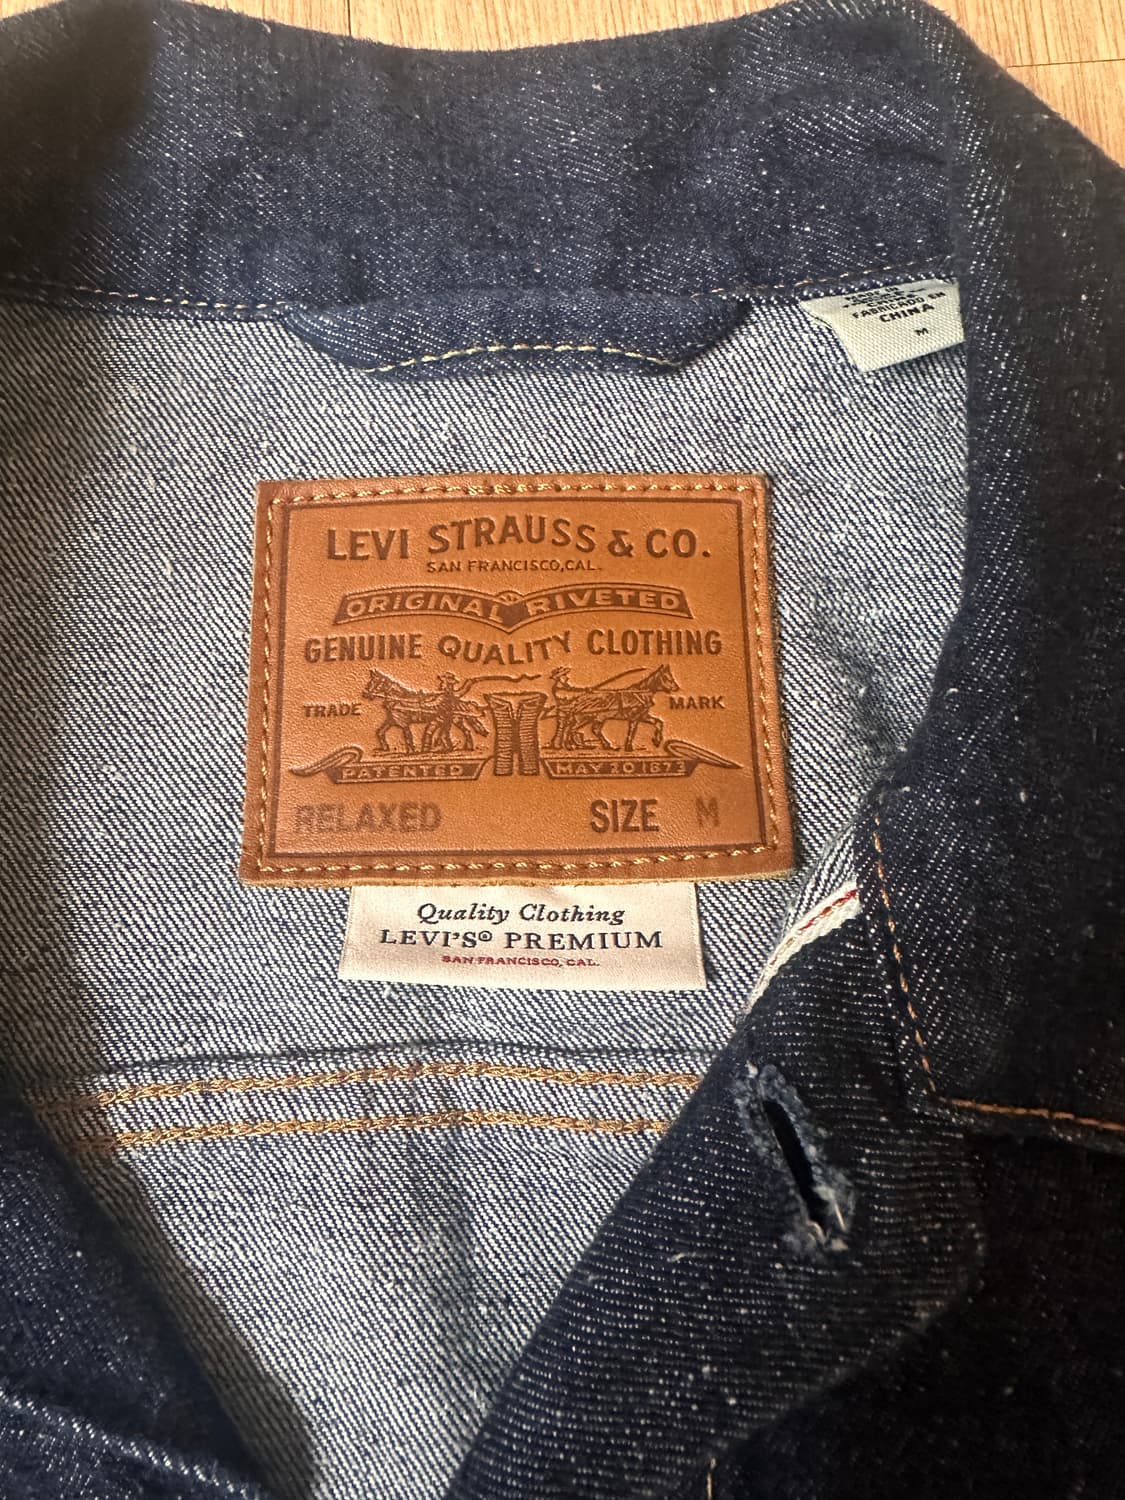 FABRICADO EN
CHINA
M
LEVI STRAUSS & CO.
SAN FRANCISCO,CAL.
ORIGINAL RIVETED
GENUINE QUALITY CLOTHING
TRADE MARK
PATENTED MAY 20 1873
RELAXED SIZE M
Quality Clothing
LEVI'S® PREMIUM
SAN FRANCISCO, CAL.